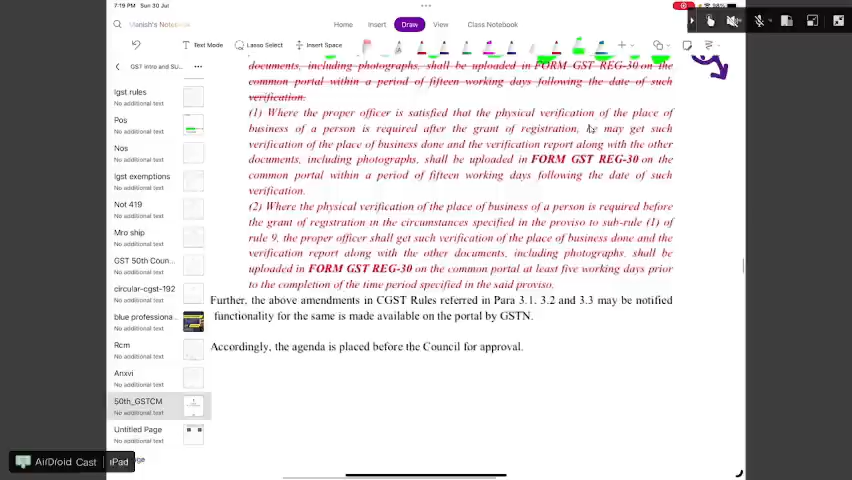 7:19 PM Sun 30 Jul
98%
Manish's Notebook
Home Insert Draw View Class Notebook
Text Mode Lasso Select Insert Space
GST Intro and Su...
Igst rules
No additional text
Pos
No additional text
Nos
No additional text
Igst exemptions
No additional text
Not 419
No additional text
Mro ship
No additional text
GST 50th Coun...
No additional text
circular-cgst-192
No additional text
blue professiona...
No additional text
Rcm
No additional text
Anxvi
No additional text
50th_GSTCM
No additional text
Untitled Page
No additional text
AirDroid Cast iPad
documents, including photographs, shall be uploaded in FORM GST REG-30 on the
common portal within a period of fifteen working days following the date of such
verification.
(1) Where the proper officer is satisfied that the physical verification of the place of
business of a person is required after the grant of registration, he may get such
verification of the place of business done and the verification report along with the other
documents, including photographs, shall be uploaded in FORM GST REG-30 on the
common portal within a period of fifteen working days following the date of such
verification.
(2) Where the physical verification of the place of business of a person is required before
the grant of registration in the circumstances specified in the proviso to sub-rule (1) of
rule 9, the proper officer shall get such verification of the place of business done and the
verification report along with the other documents, including photographs, shall be
uploaded in FORM GST REG-30 on the common portal at least five working days prior
to the completion of the time period specified in the said proviso.
Further, the above amendments in CGST Rules referred in Para 3.1, 3.2 and 3.3 may be notified
functionality for the same is made available on the portal by GSTN.
Accordingly, the agenda is placed before the Council for approval.